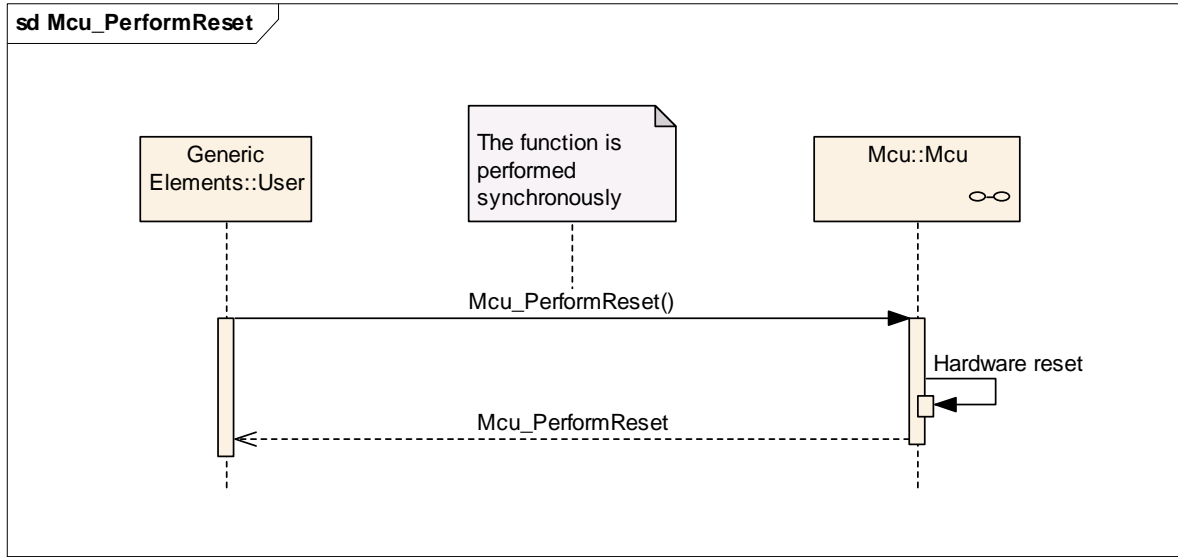 sd Mcu_PerformReset
Generic
Elements::User
The function is
performed
synchronously
Mcu::Mcu
Mcu_PerformReset()
Hardware reset
Mcu_PerformReset